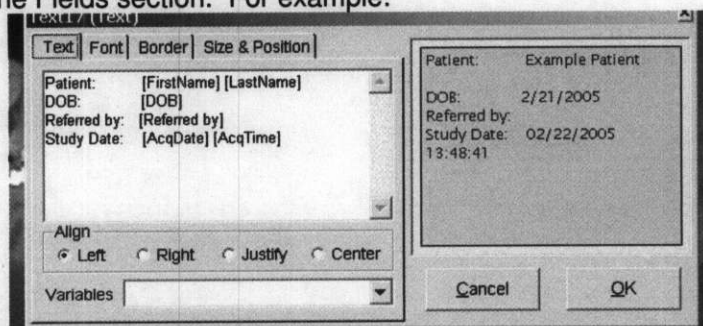 he Fields section. For example:
Text17 (Text)
Text Font Border Size & Position
Patient: [FirstName] [LastName]
DOB: [DOB]
Referred by: [Referred by]
Study Date: [AcqDate] [AcqTime]
Align
Left Right Justify Center
Variables
Patient: Example Patient
DOB: 2/21/2005
Referred by:
Study Date: 02/22/2005
13:48:41
Cancel OK